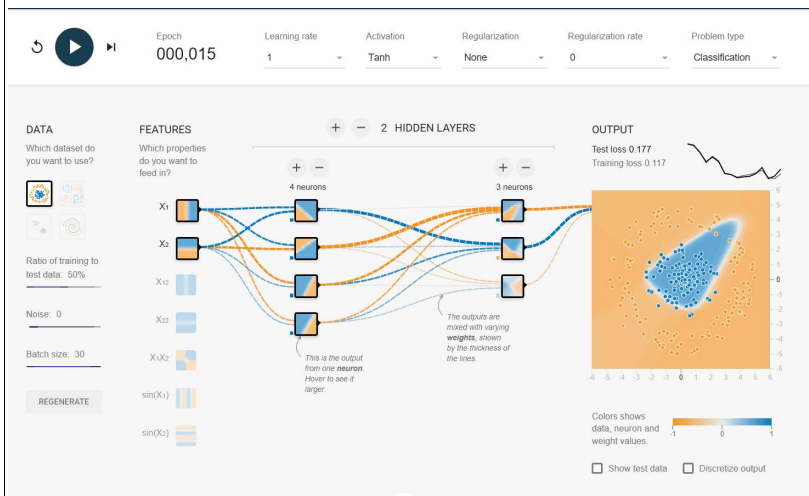 Epoch
000,015
Learning rate
1
Activation
Tanh
Regularization
None
Regularization rate
0
Problem type
Classification
DATA
Which dataset do
you want to use?
Ratio of training to
test data: 50%
Noise: 0
Batch size: 30
REGENERATE
FEATURES
Which properties
do you want to
feed in?
X1
X2
X12
X22
X1X2
sin(X1)
sin(X2)
+ − 2 HIDDEN LAYERS
+ −
4 neurons
+ −
3 neurons
This is the output
from one neuron.
Hover to see it
larger.
The outputs are
mixed with varying
weights, shown
by the thickness of
the lines.
OUTPUT
Test loss 0.177
Training loss 0.117
6
5
4
3
2
1
0
-1
-2
-3
-4
-5
-6
-6 -5 -4 -3 -2 -1 0 1 2 3 4 5 6
Colors shows
data, neuron and
weight values.
-1 0 1
Show test data
Discretize output